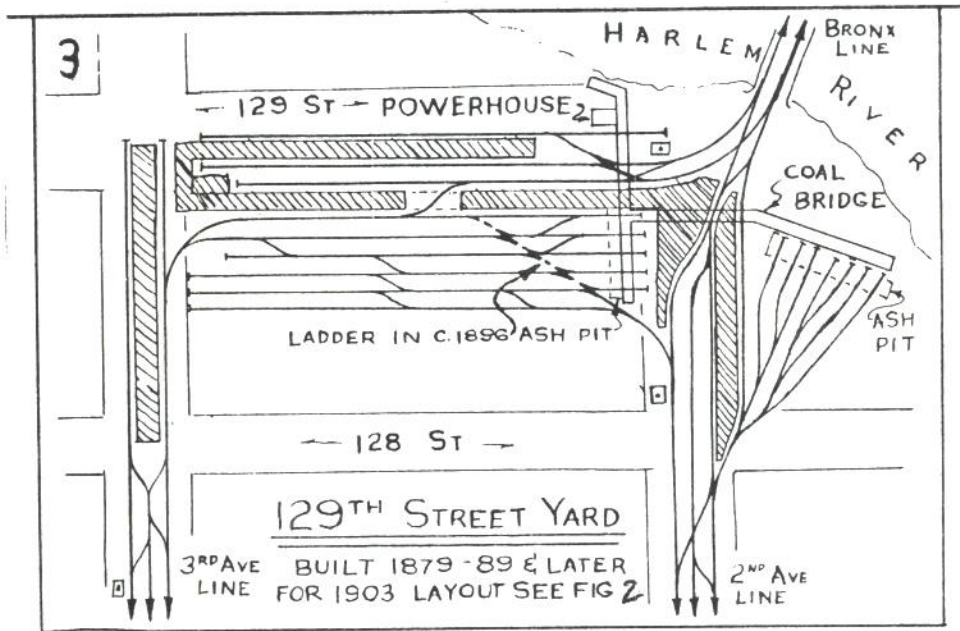 3
HARLEM
RIVER
BRONX
LINE
129 ST
POWERHOUSE
COAL
BRIDGE
LADDER IN C.1896
ASH PIT
ASH
PIT
128 ST
129TH STREET YARD
BUILT 1879-89 & LATER
FOR 1903 LAYOUT SEE FIG 2
3RD AVE
LINE
2ND AVE
LINE